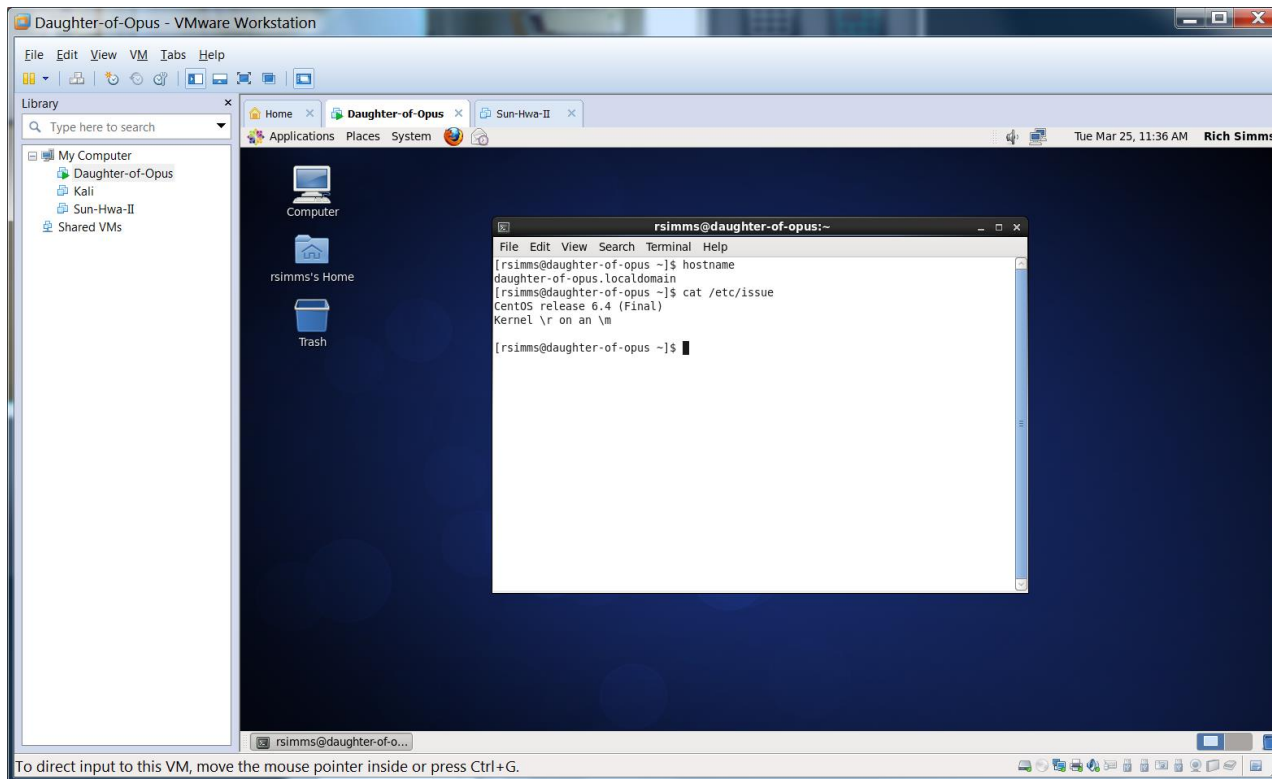 Daughter-of-Opus - VMware Workstation
File Edit View VM Tabs Help
Library
Type here to search
My Computer
Daughter-of-Opus
Kali
Sun-Hwa-II
Shared VMs
Home Daughter-of-Opus Sun-Hwa-II
Applications Places System Tue Mar 25, 11:36 AM Rich Simms
Computer
rsimms's Home
Trash
rsimms@daughter-of-opus:~
File Edit View Search Terminal Help
[rsimms@daughter-of-opus ~]$ hostname
daughter-of-opus.localdomain
[rsimms@daughter-of-opus ~]$ cat /etc/issue
CentOS release 6.4 (Final)
Kernel \r on an \m
[rsimms@daughter-of-opus ~]$
rsimms@daughter-of-o...
To direct input to this VM, move the mouse pointer inside or press Ctrl+G.